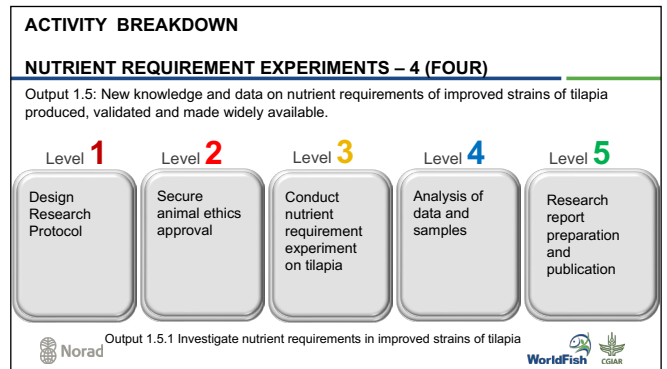 ACTIVITY BREAKDOWN
NUTRIENT REQUIREMENT EXPERIMENTS – 4 (FOUR)
Output 1.5: New knowledge and data on nutrient requirements of improved strains of tilapia
produced, validated and made widely available.
Level 1
Level 2
Level 3
Level 4
Level 5
Design
Research
Protocol
Secure
animal ethics
approval
Conduct
nutrient
requirement
experiment
on tilapia
Analysis of
data and
samples
Research
report
preparation
and
publication
Output 1.5.1 Investigate nutrient requirements in improved strains of tilapia
Norad
WorldFish
CGIAR